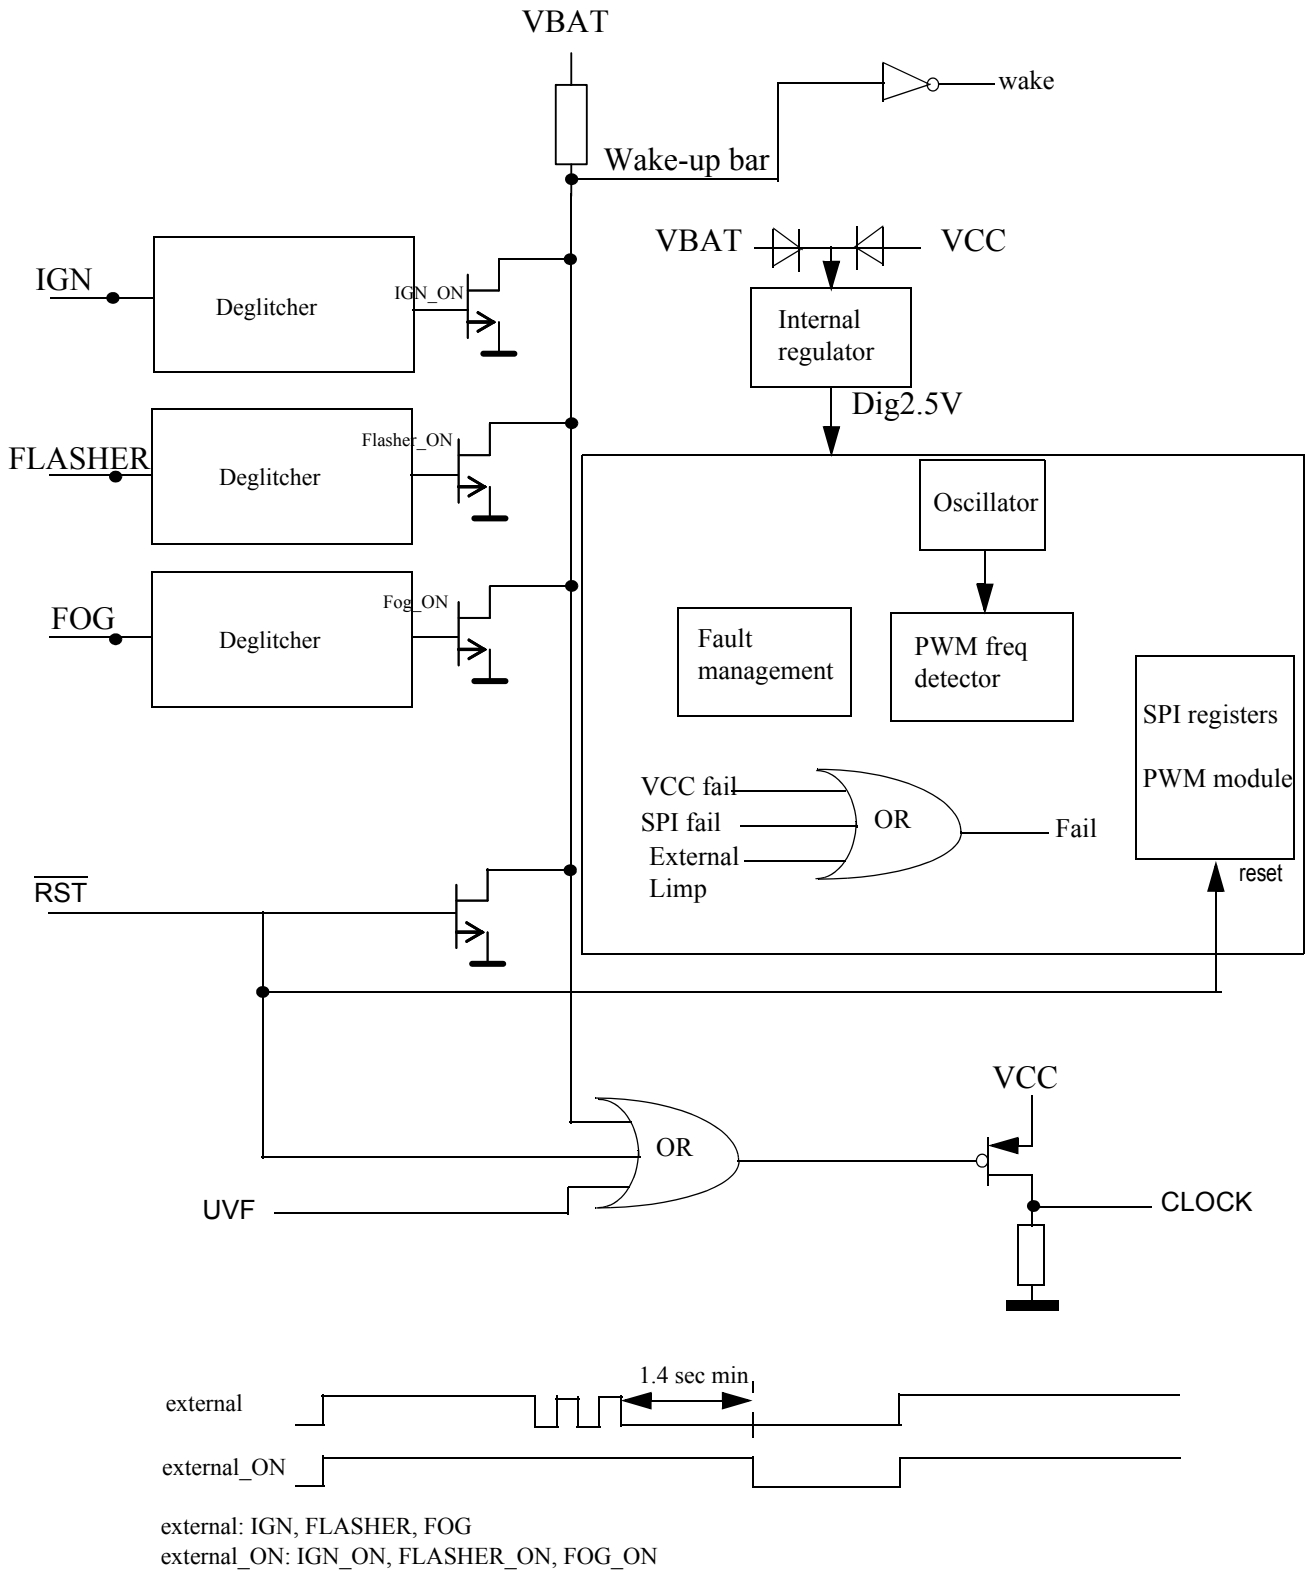 VBAT
wake
Wake-up bar
VBAT
VCC
IGN
Deglitcher
IGN_ON
Internal
regulator
Dig2.5V
FLASHER
Deglitcher
Flasher_ON
Oscillator
FOG
Deglitcher
Fog_ON
Fault
management
PWM freq
detector
SPI registers
PWM module
VCC fail
SPI fail
External
Limp
OR
Fail
reset
RST
VCC
OR
UVF
CLOCK
1.4 sec min
external
external_ON
external: IGN, FLASHER, FOG
external_ON: IGN_ON, FLASHER_ON, FOG_ON